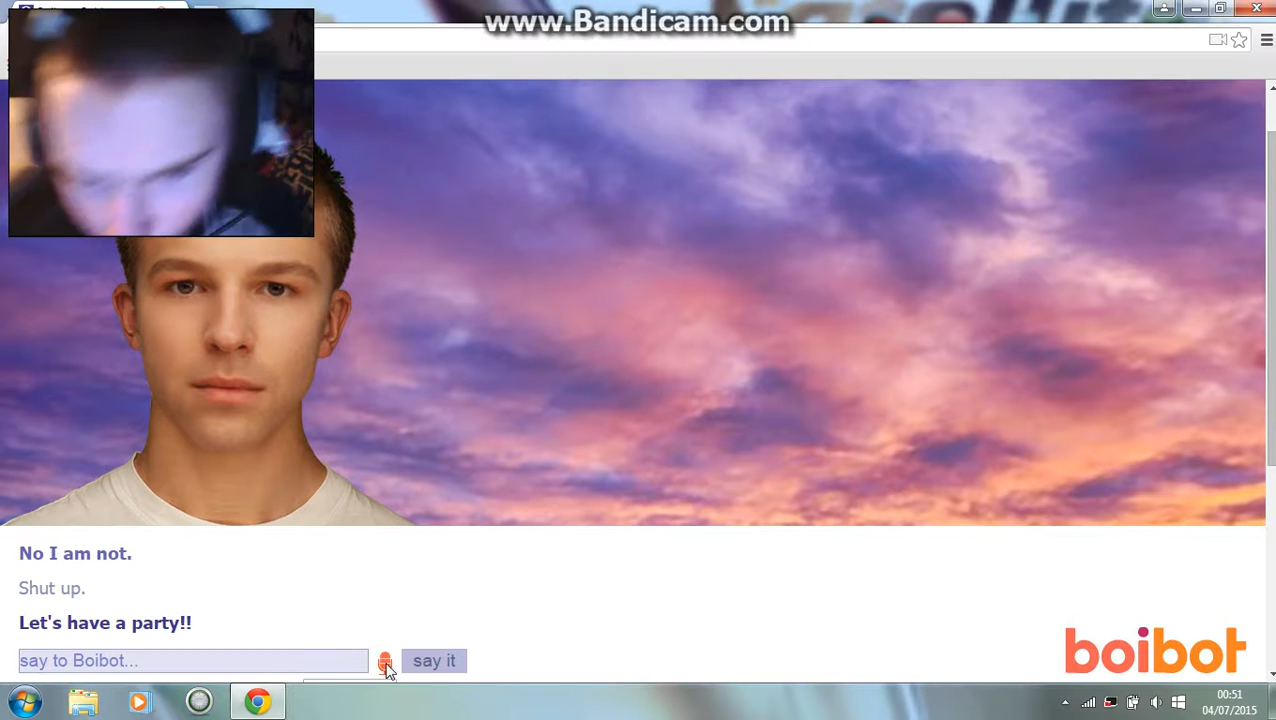 www.Bandicam.com
No I am not.
Shut up.
Let's have a party!!
say to Boibot...
say it
boibot
00:51
04/07/2015